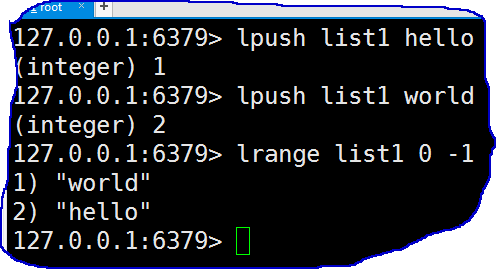 1 root
127.0.0.1:6379> lpush list1 hello
(integer) 1
127.0.0.1:6379> lpush list1 world
(integer) 2
127.0.0.1:6379> lrange list1 0 -1
1) "world"
2) "hello"
127.0.0.1:6379>